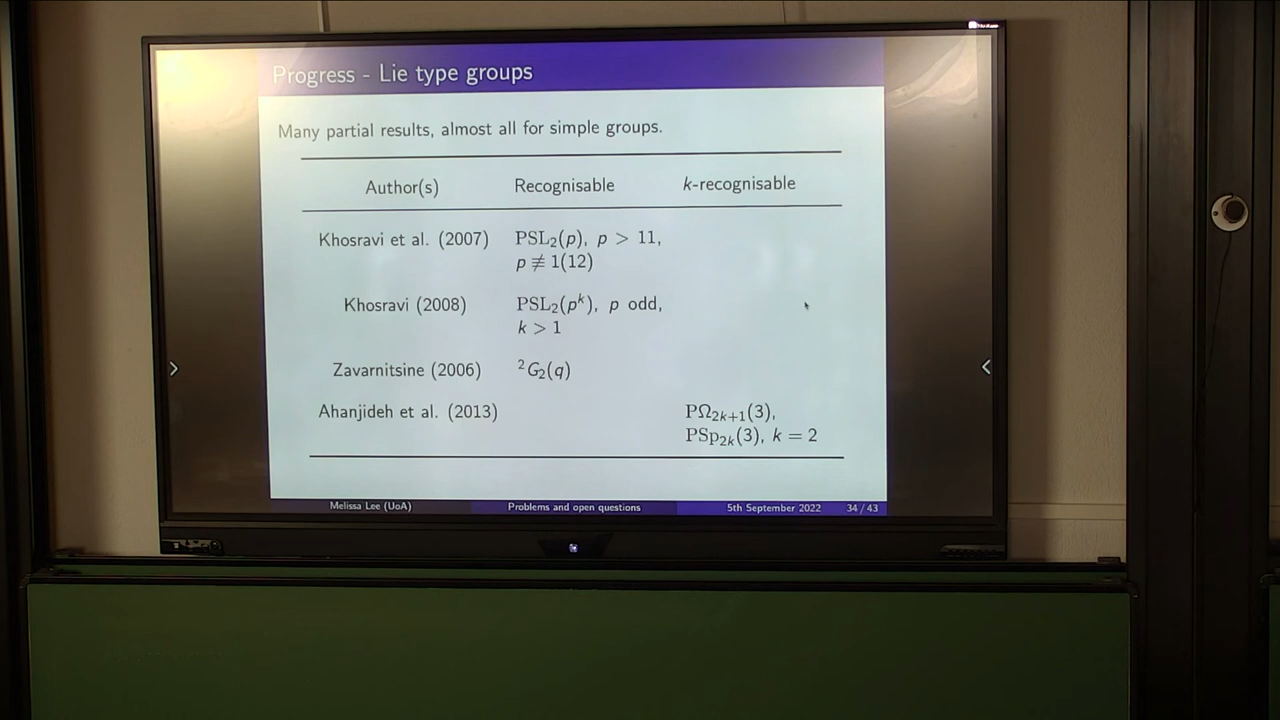 Progress - Lie type groups
Many partial results, almost all for simple groups.
Author(s) Recognisable k-recognisable
Khosravi et al. (2007) PSL₂(p), p > 11,
p ≢ 1(12)
Khosravi (2008) PSL₂(pᵏ), p odd,
k > 1
Zavarnitsine (2006) ²G₂(q)
Ahanjideh et al. (2013) PΩ₂ₖ₊₁(3),
PSp₂ₖ(3), k = 2
Melissa Lee (UoA) Problems and open questions 5th September 2022 34 / 43